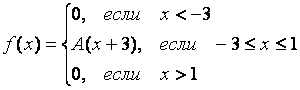 0, если x < −3
f(x) = { A(x + 3), если − 3 ≤ x ≤ 1
0, если x > 1